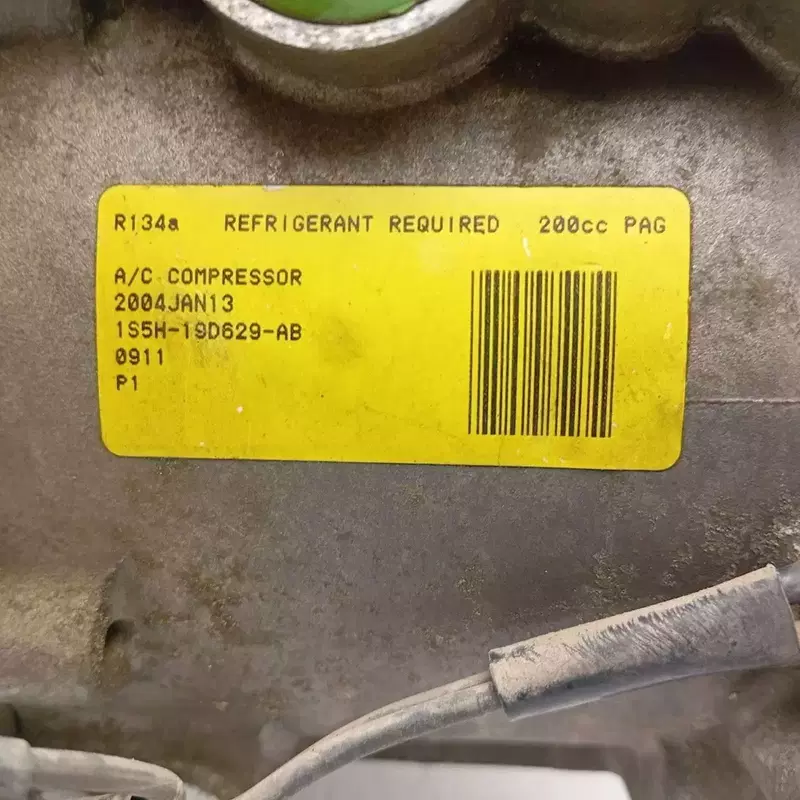 R134a REFRIGERANT REQUIRED 200cc PAG
A/C COMPRESSOR
2004JAN13
1S5H-19D629-AB
0911
P1